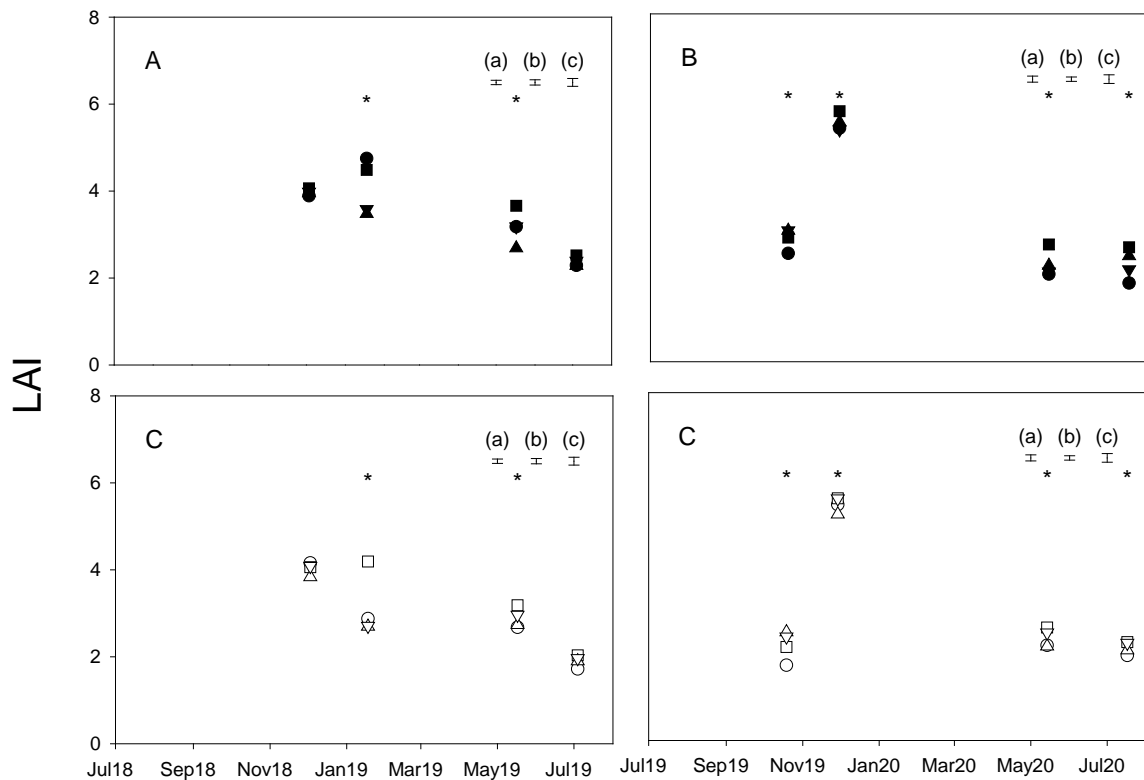 8
A
(a) (b) (c)
* *
6
4
2
0
B
(a) (b) (c)
* * * *
LAI
8
C
(a) (b) (c)
* *
6
4
2
0
Jul18 Sep18 Nov18 Jan19 Mar19 May19 Jul19
C
(a) (b) (c)
* * * *
Jul19 Sep19 Nov19 Jan20 Mar20 May20 Jul20